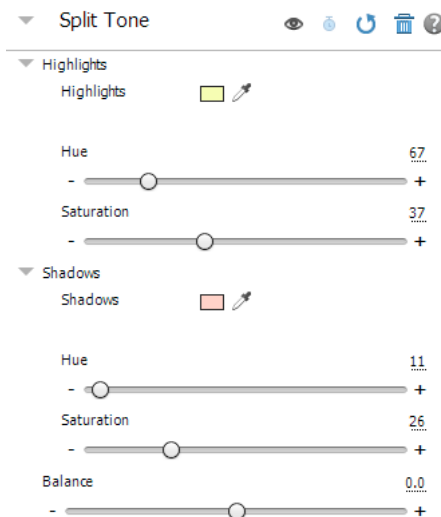 Split Tone
Highlights
Highlights
Hue
67
- +
Saturation
37
- +
Shadows
Shadows
Hue
11
- +
Saturation
26
- +
Balance
0.0
- +